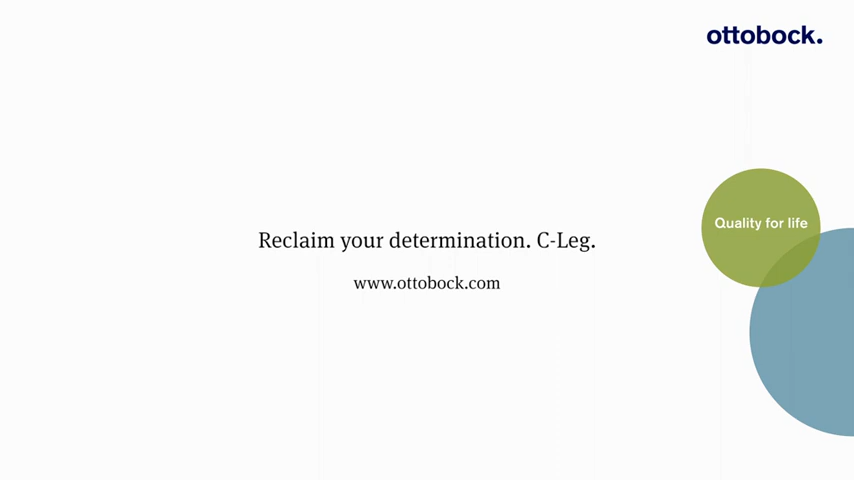 ottobock.
Quality for life
Reclaim your determination. C-Leg.
www.ottobock.com